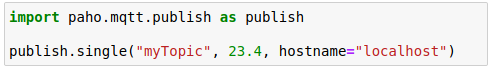 import paho.mqtt.publish as publish
publish.single("myTopic", 23.4, hostname="localhost")